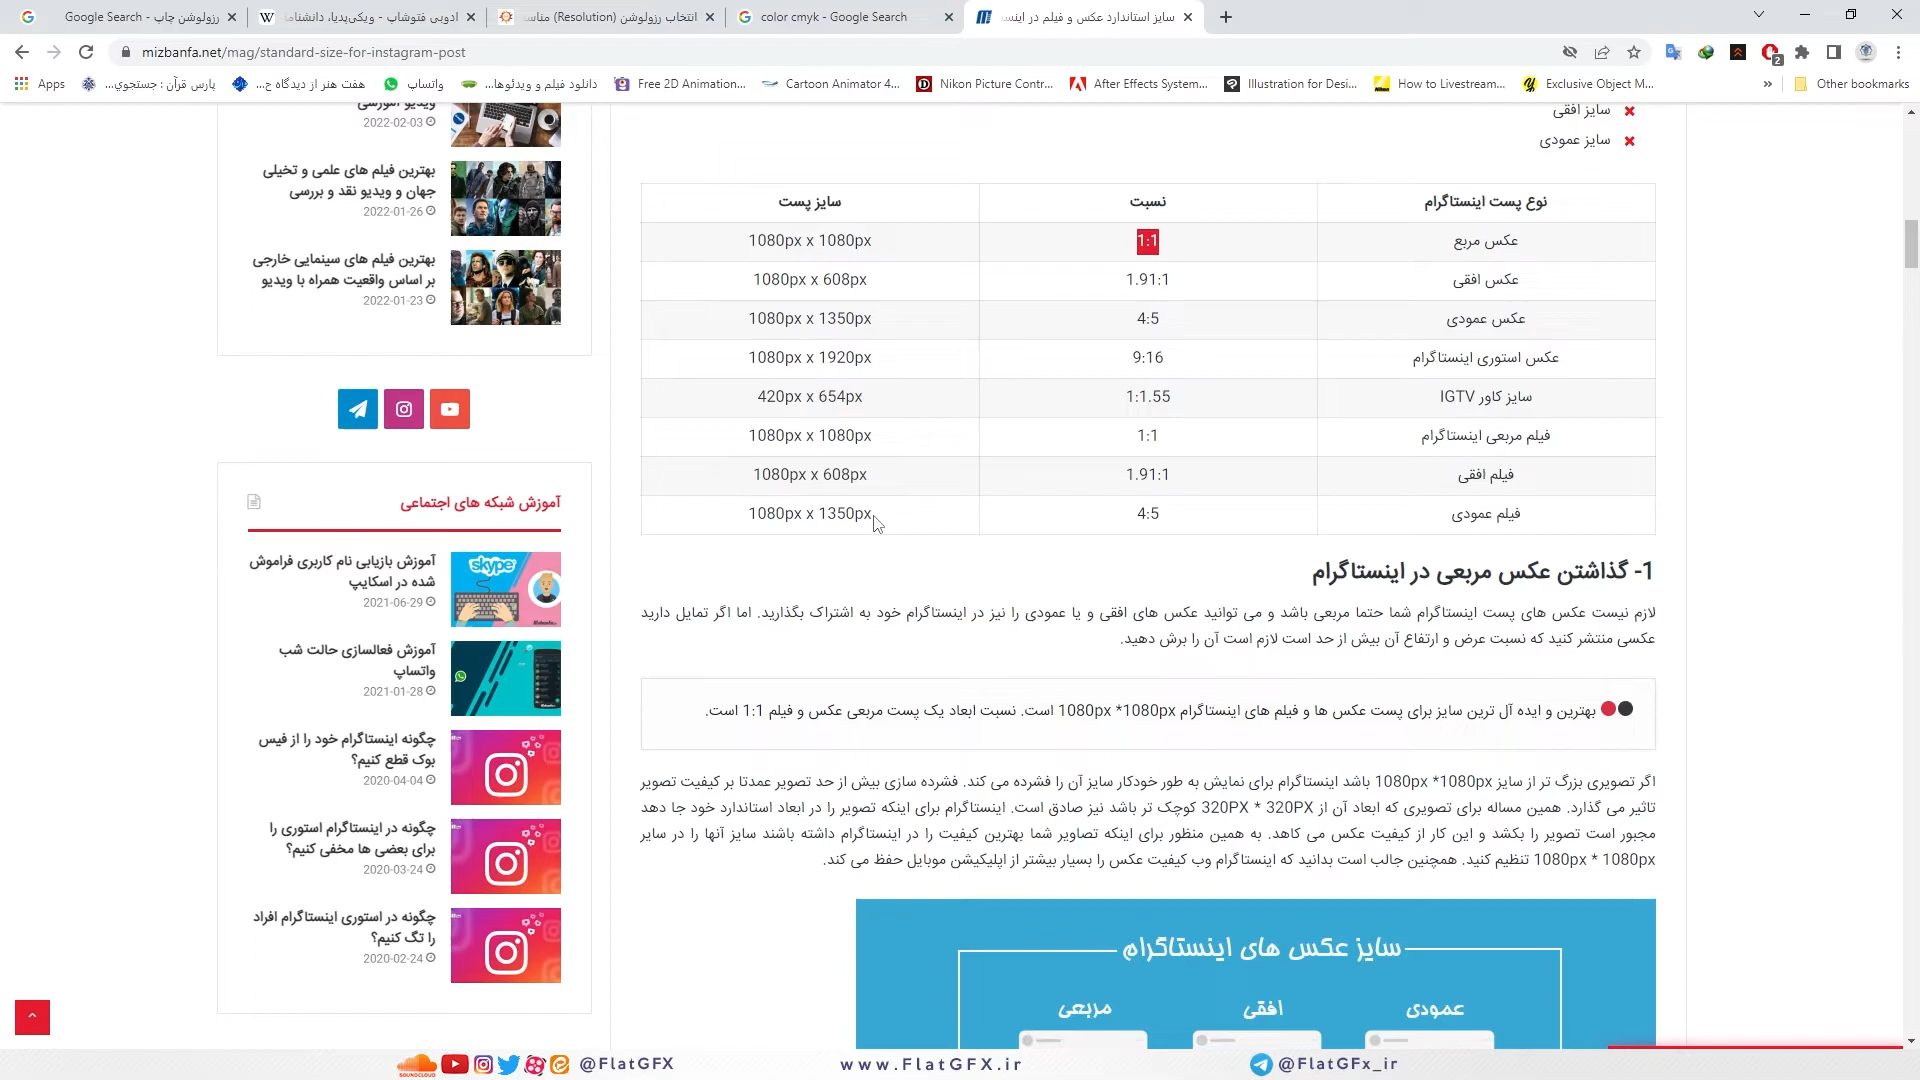 رزولوشن چاپ - Google Search
ادوبی فتوشاپ - ویکی‌پدیا، دانشنامهٔ
انتخاب رزولوشن (Resolution) مناسب
color cmyk - Google Search
سایز استاندارد عکس و فیلم در اینست
mizbanfa.net/mag/standard-size-for-instagram-post
Apps
پارس قرآن : جستجوي...
هفت هنر از دیدگاه ح...
واتساپ
دانلود فیلم و ویدئوها...
Free 2D Animation...
Cartoon Animator 4...
Nikon Picture Contr...
After Effects System...
Illustration for Desi...
How to Livestream...
Exclusive Object M...
»
Other bookmarks
سایز افقی
سایز عمودی
نوع پست اینستاگرام نسبت سایز پست
عکس مربع 1:1 1080px x 1080px
عکس افقی 1.91:1 1080px x 608px
عکس عمودی 4:5 1080px x 1350px
عکس استوری اینستاگرام 9:16 1080px x 1920px
سایز کاور IGTV 1:1.55 420px x 654px
فیلم مربعی اینستاگرام 1:1 1080px x 1080px
فیلم افقی 1.91:1 1080px x 608px
فیلم عمودی 4:5 1080px x 1350px
1- گذاشتن عکس مربعی در اینستاگرام
لازم نیست عکس های پست اینستاگرام شما حتما مربعی باشد و می توانید عکس های افقی و یا عمودی را نیز در اینستاگرام خود به اشتراک بگذارید. اما اگر تمایل دارید
عکسی منتشر کنید که نسبت عرض و ارتفاع آن بیش از حد است لازم است آن را برش دهید.
بهترین و ایده آل ترین سایز برای پست عکس ها و فیلم های اینستاگرام 1080px *1080px است. نسبت ابعاد یک پست مربعی عکس و فیلم 1:1 است.
اگر تصویری بزرگ تر از سایز 1080px *1080px باشد اینستاگرام برای نمایش به طور خودکار سایز آن را فشرده می کند. فشرده سازی بیش از حد تصویر عمدتا بر کیفیت تصویر
تاثیر می گذارد. همین مساله برای تصویری که ابعاد آن از 320PX * 320PX کوچک تر باشد نیز صادق است. اینستاگرام برای اینکه تصویر را در ابعاد استاندارد خود جا دهد
مجبور است تصویر را بکشد و این کار از کیفیت عکس می کاهد. به همین منظور برای اینکه تصاویر شما بهترین کیفیت را در اینستاگرام داشته باشند سایز آنها را در سایر
1080px * 1080px تنظیم کنید. همچنین جالب است بدانید که اینستاگرام وب کیفیت عکس را بسیار بیشتر از اپلیکیشن موبایل حفظ می کند.
سایز عکس های اینستاگرام
عمودی افقی مربعی
ویدیو آموزشی
2022-02-03
بهترین فیلم های علمی و تخیلی
جهان و ویدیو نقد و بررسی
2022-01-26
بهترین فیلم های سینمایی خارجی
بر اساس واقعیت همراه با ویدیو
2022-01-23
آموزش شبکه های اجتماعی
آموزش بازیابی نام کاربری فراموش
شده در اسکایپ
2021-06-29
skype
آموزش فعالسازی حالت شب
واتساپ
2021-01-28
چگونه اینستاگرام خود را از فیس
بوک قطع کنیم؟
2020-04-04
چگونه در اینستاگرام استوری را
برای بعضی ها مخفی کنیم؟
2020-03-24
چگونه در استوری اینستاگرام افراد
را تگ کنیم؟
2020-02-24
SOUNDCLOUD
@FlatGFX
www.FlatGFX.ir
@FlatGFx_ir